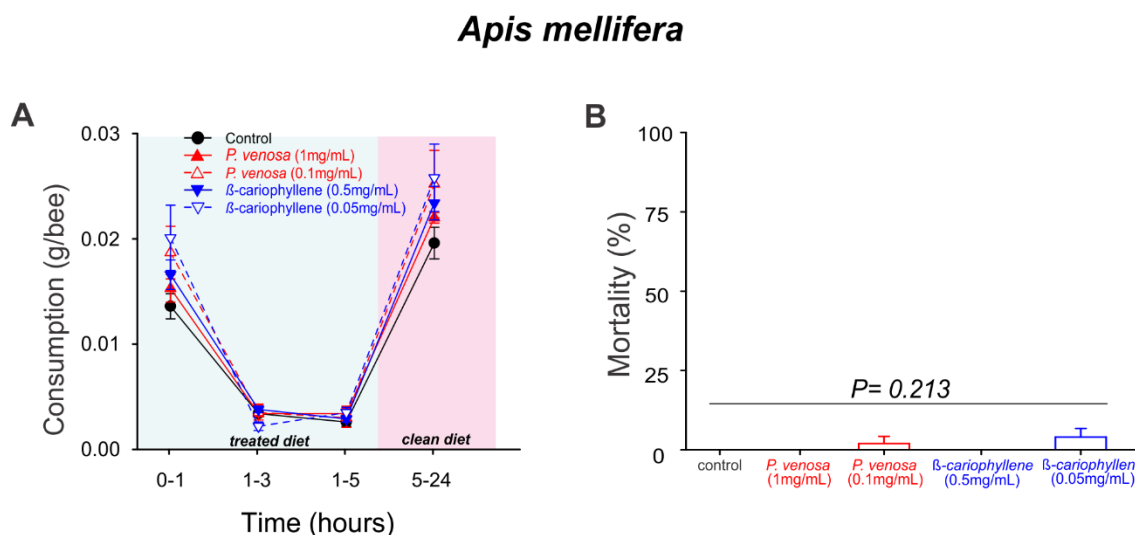 Apis mellifera
A
Consumption (g/bee)
0.03
0.02
0.01
0.00
Control
P. venosa (1mg/mL)
P. venosa (0.1mg/mL)
ß-cariophyllene (0.5mg/mL)
ß-cariophyllene (0.05mg/mL)
treated diet
clean diet
0-1
1-3
1-5
5-24
Time (hours)
B
Mortality (%)
100
75
50
25
0
P= 0.213
control
P. venosa
(1mg/mL)
P. venosa
(0.1mg/mL)
ß-cariophyllene
(0.5mg/mL)
ß-cariophyllen
(0.05mg/mL)